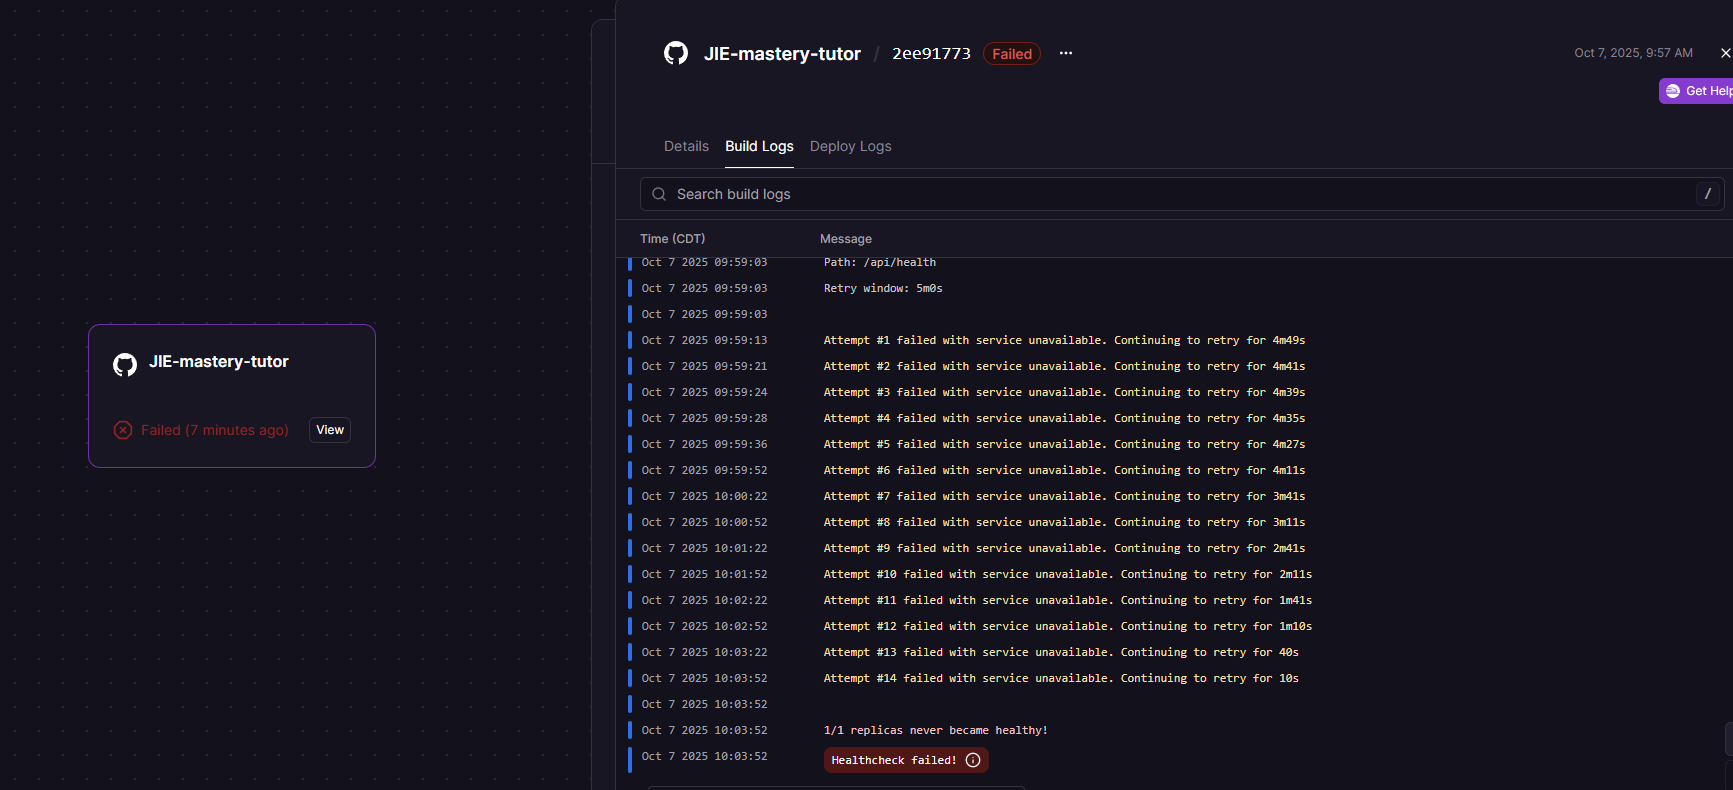 JIE-mastery-tutor / 2ee91773 Failed ···
Oct 7, 2025, 9:57 AM
Get Help
Details Build Logs Deploy Logs
Search build logs /
Time (CDT) Message
Oct 7 2025 09:59:03 Path: /api/health
Oct 7 2025 09:59:03 Retry window: 5m0s
Oct 7 2025 09:59:03
Oct 7 2025 09:59:13 Attempt #1 failed with service unavailable. Continuing to retry for 4m49s
Oct 7 2025 09:59:21 Attempt #2 failed with service unavailable. Continuing to retry for 4m41s
Oct 7 2025 09:59:24 Attempt #3 failed with service unavailable. Continuing to retry for 4m39s
Oct 7 2025 09:59:28 Attempt #4 failed with service unavailable. Continuing to retry for 4m35s
Oct 7 2025 09:59:36 Attempt #5 failed with service unavailable. Continuing to retry for 4m27s
Oct 7 2025 09:59:52 Attempt #6 failed with service unavailable. Continuing to retry for 4m11s
Oct 7 2025 10:00:22 Attempt #7 failed with service unavailable. Continuing to retry for 3m41s
Oct 7 2025 10:00:52 Attempt #8 failed with service unavailable. Continuing to retry for 3m11s
Oct 7 2025 10:01:22 Attempt #9 failed with service unavailable. Continuing to retry for 2m41s
Oct 7 2025 10:01:52 Attempt #10 failed with service unavailable. Continuing to retry for 2m11s
Oct 7 2025 10:02:22 Attempt #11 failed with service unavailable. Continuing to retry for 1m41s
Oct 7 2025 10:02:52 Attempt #12 failed with service unavailable. Continuing to retry for 1m10s
Oct 7 2025 10:03:22 Attempt #13 failed with service unavailable. Continuing to retry for 40s
Oct 7 2025 10:03:52 Attempt #14 failed with service unavailable. Continuing to retry for 10s
Oct 7 2025 10:03:52
Oct 7 2025 10:03:52 1/1 replicas never became healthy!
Oct 7 2025 10:03:52 Healthcheck failed!
JIE-mastery-tutor
Failed (7 minutes ago) View